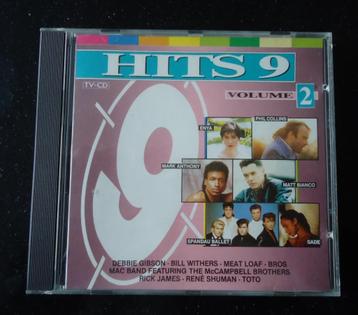 HITS 9
TV-CD
VOLUME 2
9
ENYA
PHIL COLLINS
MARK ANTHONY
MATT BIANCO
SPANDAU BALLET
SADE
DEBBIE GIBSON · BILL WITHERS · MEAT LOAF · BROS
MAC BAND FEATURING THE McCAMPBELL BROTHERS
RICK JAMES · RENÉ SHUMAN · TOTO